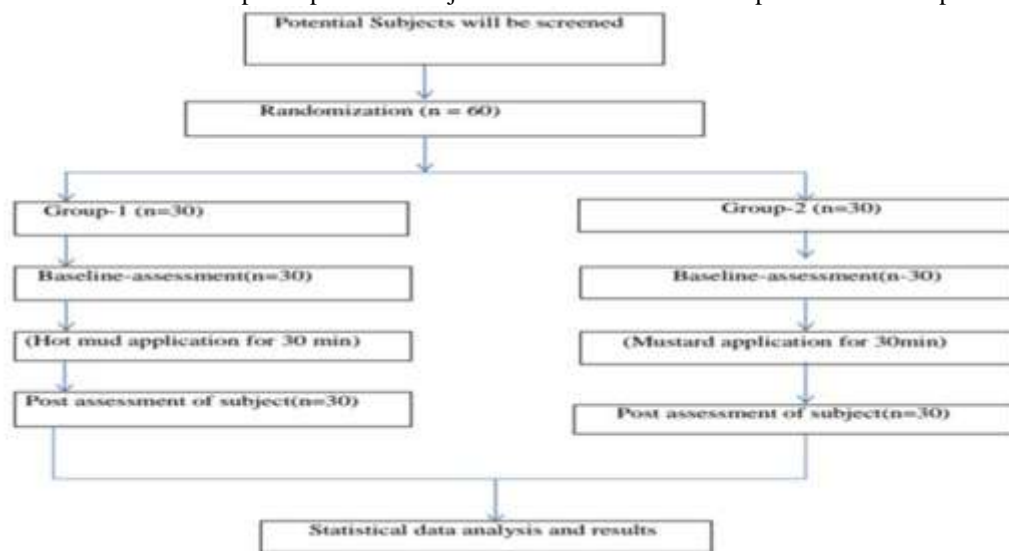 Potential Subjects will be screened
Randomization (n = 60)
Group-1 (n=30)
Group-2 (n=30)
Baseline-assessment(n=30)
Baseline-assessment(n-30)
(Hot mud application for 30 min)
(Mustard application for 30min)
Post assessment of subject(n=30)
Post assessment of subject(n=30)
Statistical data analysis and results